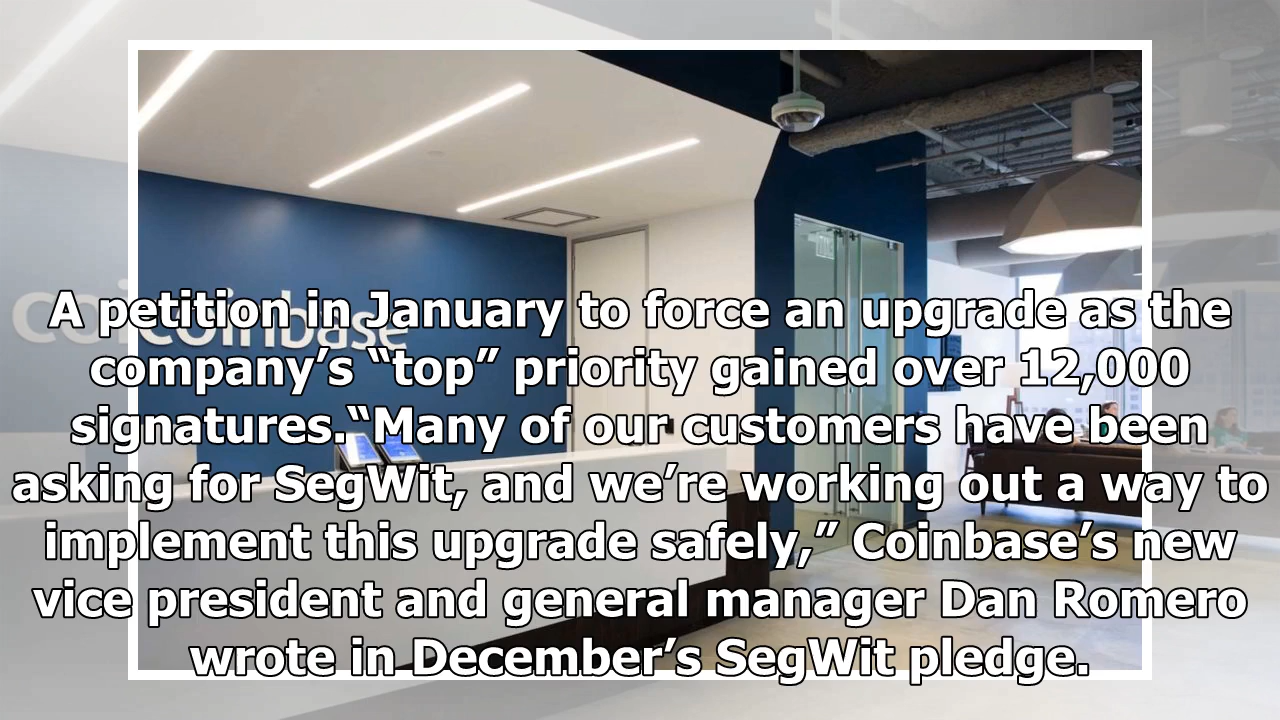 coinbase
A petition in January to force an upgrade as the
company’s “top” priority gained over 12,000
signatures.“Many of our customers have been
asking for SegWit, and we’re working out a way to
implement this upgrade safely,” Coinbase’s new
vice president and general manager Dan Romero
wrote in December’s SegWit pledge.